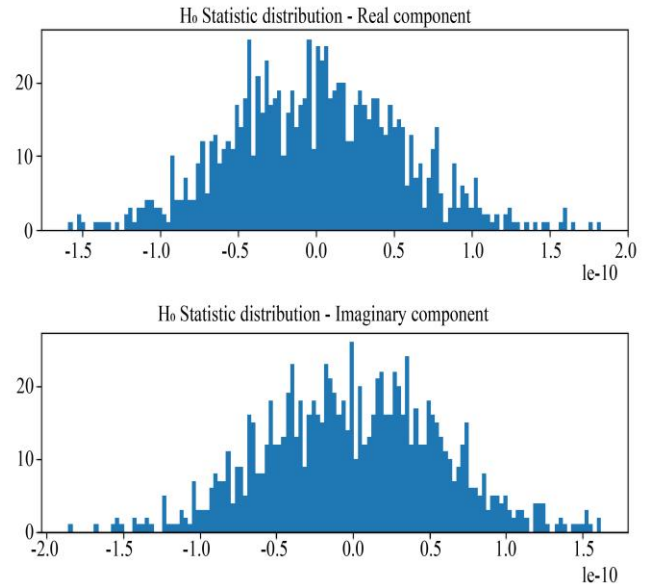 H₀ Statistic distribution - Real component
20
10
0
-1.5 -1.0 -0.5 0.0 0.5 1.0 1.5 2.0
le-10
H₀ Statistic distribution - Imaginary component
20
10
0
-2.0 -1.5 -1.0 -0.5 0.0 0.5 1.0 1.5
le-10